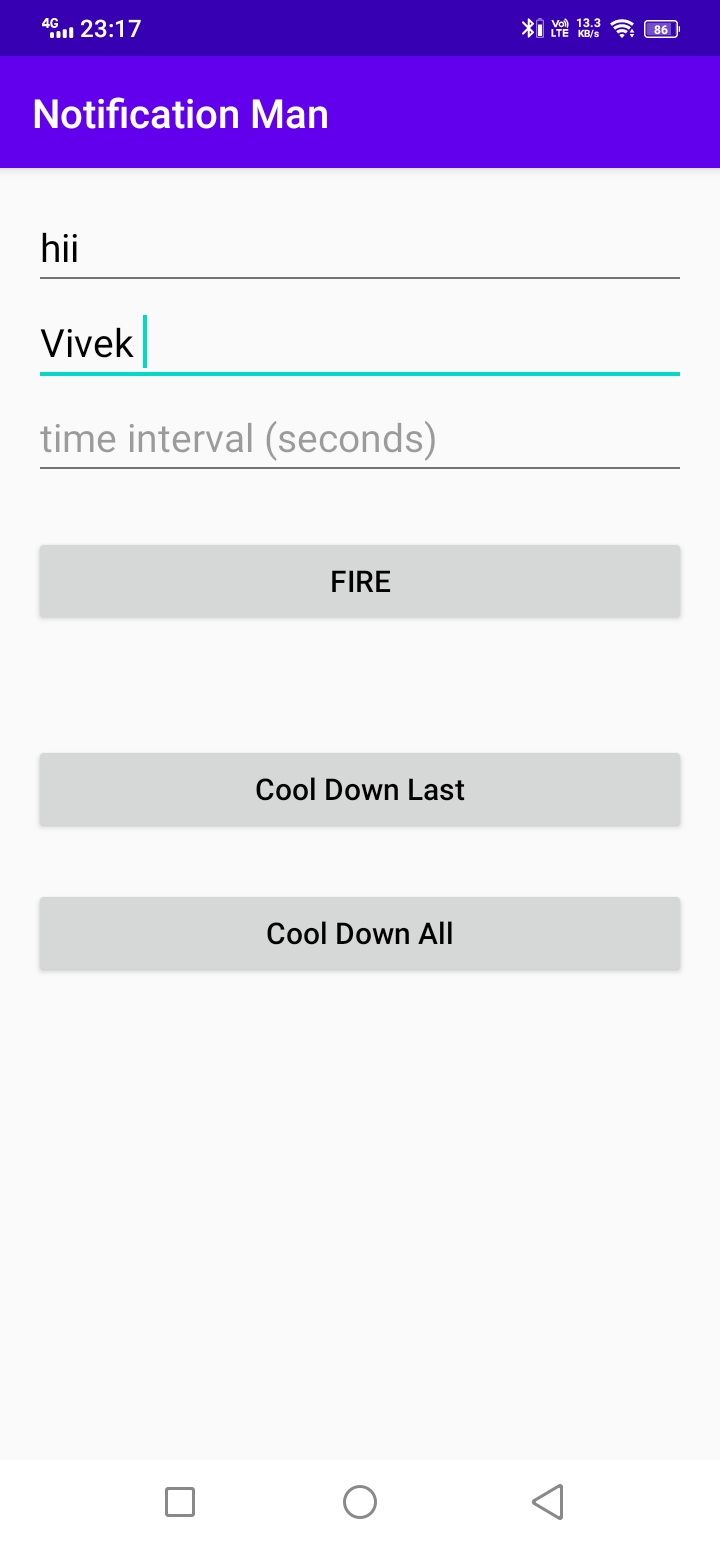 4G 23:17 Vo) LTE 13.3 KB/s 86
Notification Man
hii
Vivek
time interval (seconds)
FIRE
Cool Down Last
Cool Down All